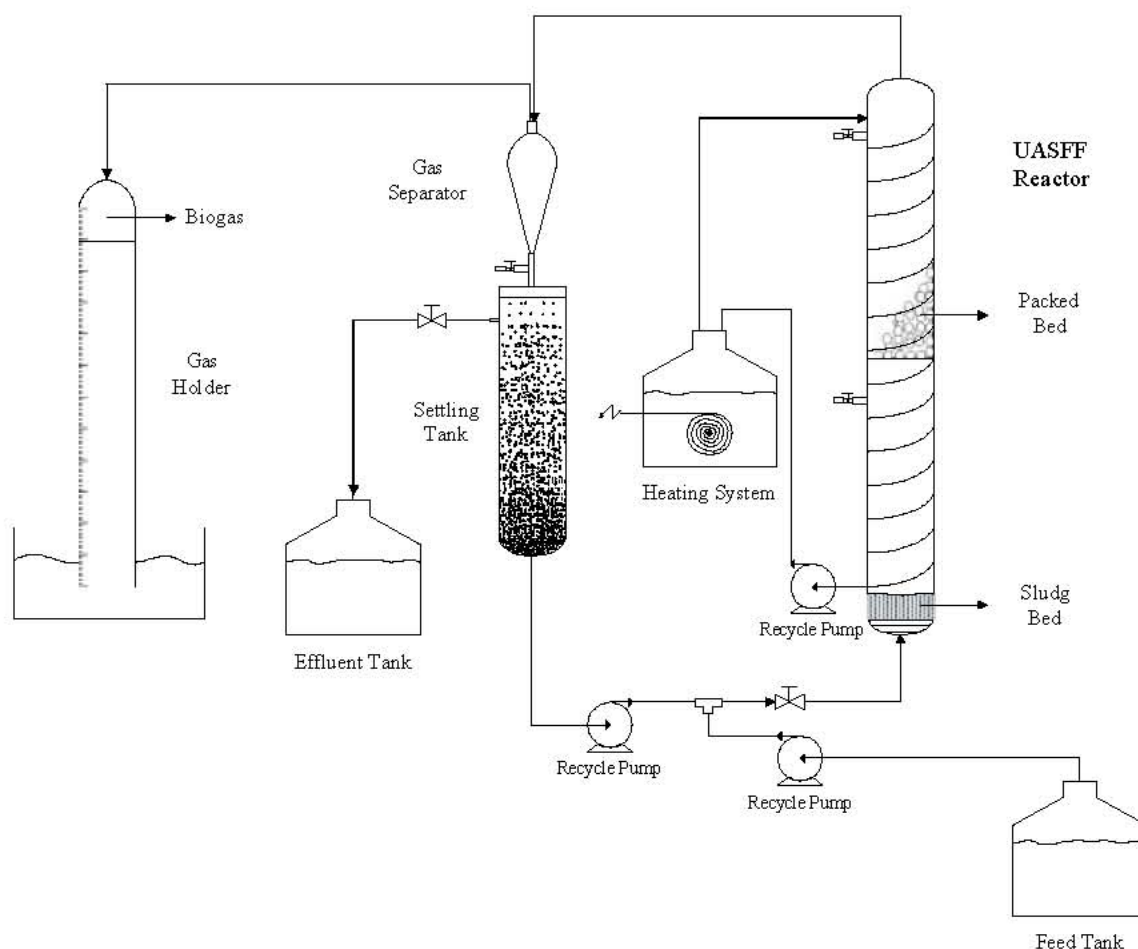 UASFF
Reactor
Gas
Separator
Biogas
Packed
Bed
Gas
Holder
Settling
Tank
Heating System
Sludg
Bed
Recycle Pump
Effluent Tank
Recycle Pump
Recycle Pump
Feed Tank